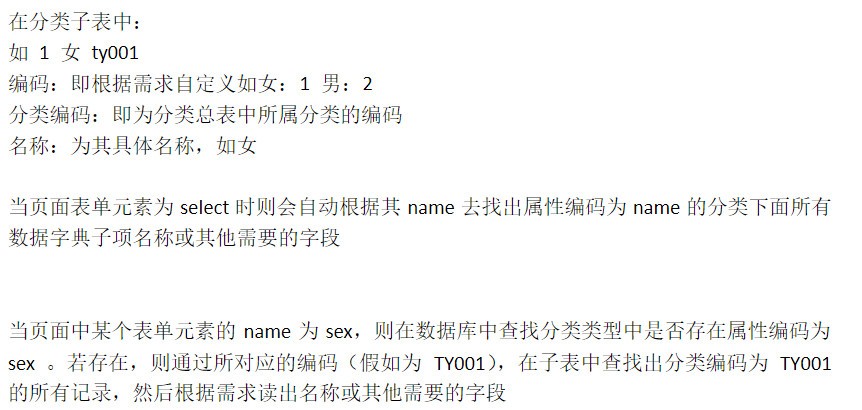 在分类子表中：
如 1 女 ty001
编码：即根据需求自定义如女：1 男：2
分类编码：即为分类总表中所属分类的编码
名称：为其具体名称，如女
当页面表单元素为 select 时则会自动根据其 name 去找出属性编码为 name 的分类下面所有
数据字典子项名称或其他需要的字段
当页面中某个表单元素的 name 为 sex，则在数据库中查找分类类型中是否存在属性编码为
sex 。若存在，则通过所对应的编码（假如为 TY001），在子表中查找出分类编码为 TY001
的所有记录，然后根据需求读出名称或其他需要的字段